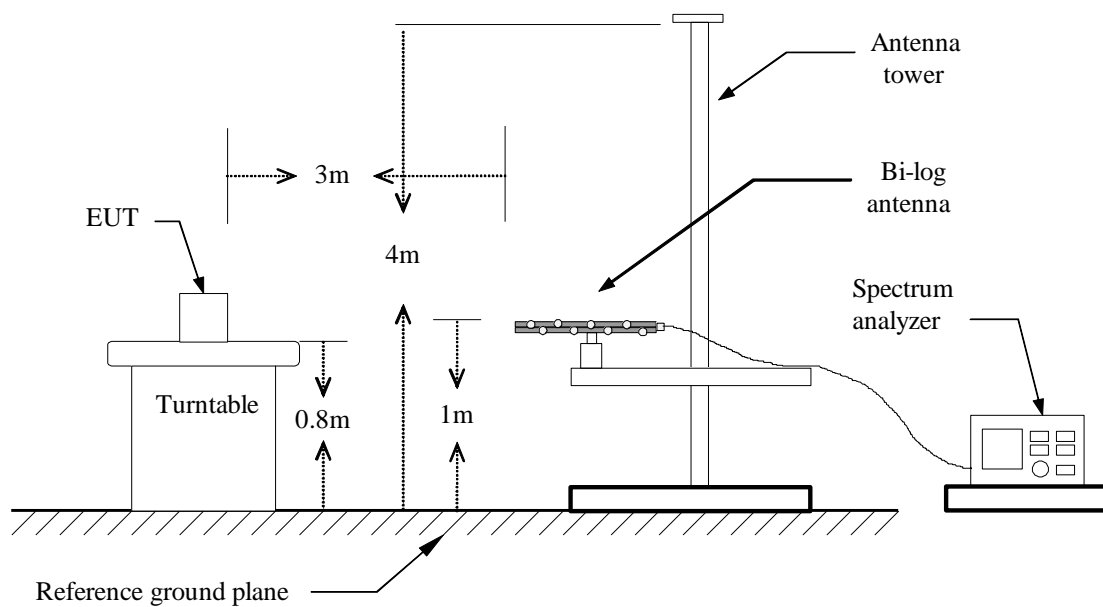 Antenna
tower
3m
Bi-log
antenna
EUT
4m
Spectrum
analyzer
Turntable
0.8m
1m
Reference ground plane